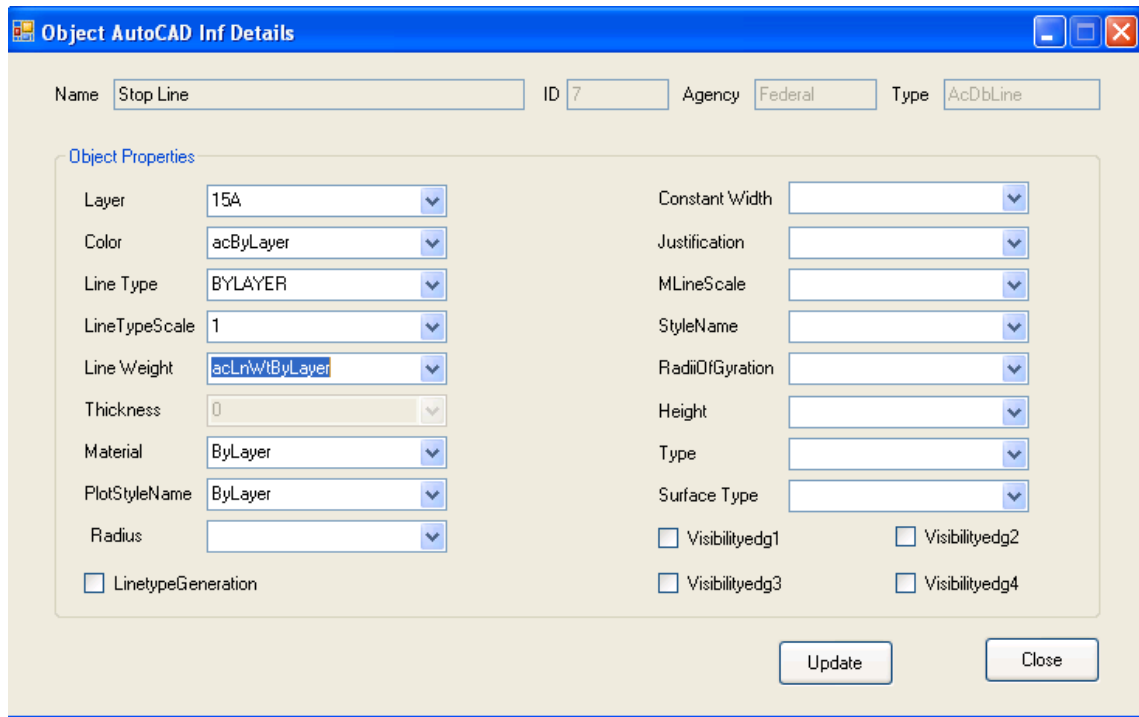 Object AutoCAD Inf Details
Name Stop Line ID 7 Agency Federal Type AcDbLine
Object Properties
Layer 15A Constant Width
Color acByLayer Justification
Line Type BYLAYER MLineScale
LineTypeScale 1 StyleName
Line Weight acLnWtByLayer RadiiOfGyration
Thickness 0 Height
Material ByLayer Type
PlotStyleName ByLayer Surface Type
Radius Visibilityedg1 Visibilityedg2
LinetypeGeneration Visibilityedg3 Visibilityedg4
Update Close